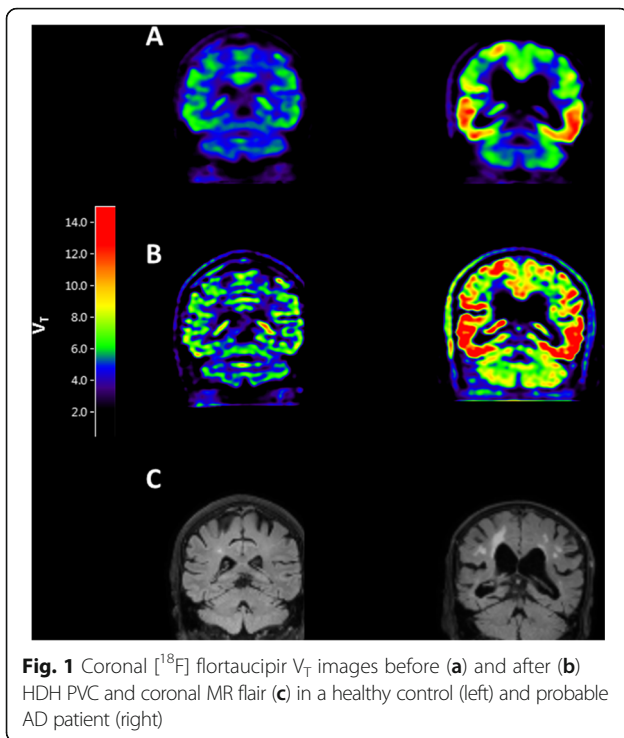 A
14.0
12.0
10.0
8.0
6.0
4.0
2.0
V_T
B
C
Fig. 1 Coronal [¹⁸F] flortaucipir V_T images before (a) and after (b)
HDH PVC and coronal MR flair (c) in a healthy control (left) and probable
AD patient (right)